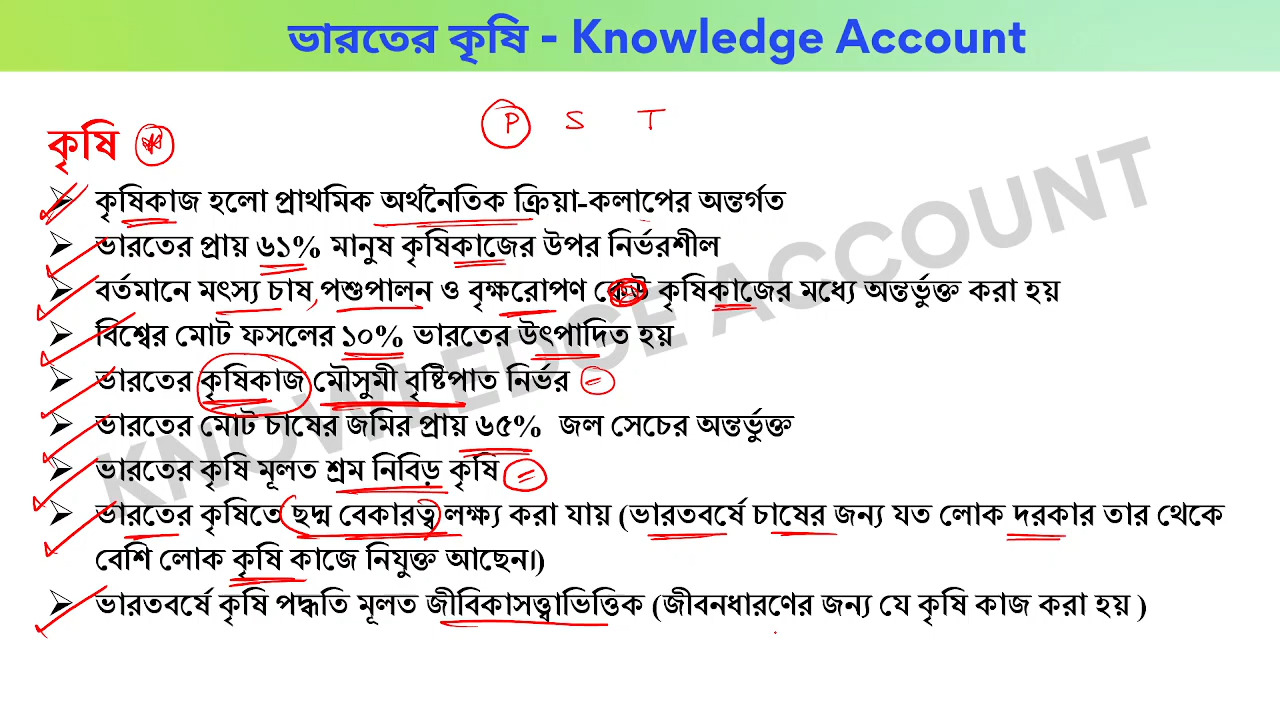 ভারতের কৃষি - Knowledge Account
P S T
কৃষি
➢ কৃষিকাজ হলো প্রাথমিক অর্থনৈতিক ক্রিয়া-কলাপের অন্তর্গত
➢ ভারতের প্রায় ৬১% মানুষ কৃষিকাজের উপর নির্ভরশীল
➢ বর্তমানে মৎস্য চাষ, পশুপালন ও বৃক্ষরোপণ কৃষিকাজের মধ্যে অন্তর্ভুক্ত করা হয়
➢ বিশ্বের মোট ফসলের ১০% ভারতের উৎপাদিত হয়
➢ ভারতের কৃষিকাজ মৌসুমী বৃষ্টিপাত নির্ভর
➢ ভারতের মোট চাষের জমির প্রায় ৬৫% জল সেচের অন্তর্ভুক্ত
➢ ভারতের কৃষি মূলত শ্রম নিবিড় কৃষি
➢ ভারতের কৃষিতে ছদ্ম বেকারত্ব লক্ষ্য করা যায় (ভারতবর্ষে চাষের জন্য যত লোক দরকার তার থেকে
বেশি লোক কৃষি কাজে নিযুক্ত আছেন।)
➢ ভারতবর্ষে কৃষি পদ্ধতি মূলত জীবিকাসত্ত্বাভিত্তিক (জীবনধারণের জন্য যে কৃষি কাজ করা হয় )
KNOWLEDGE ACCOUNT